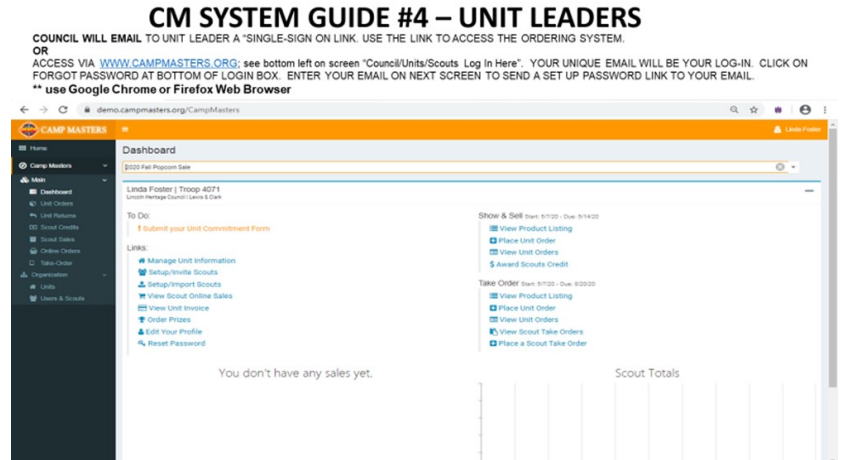 CM SYSTEM GUIDE #4 – UNIT LEADERS
COUNCIL WILL EMAIL TO UNIT LEADER A "SINGLE-SIGN ON LINK. USE THE LINK TO ACCESS THE ORDERING SYSTEM.
OR
ACCESS VIA WWW.CAMPMASTERS.ORG; see bottom left on screen "Council/Units/Scouts Log In Here". YOUR UNIQUE EMAIL WILL BE YOUR LOG-IN. CLICK ON
FORGOT PASSWORD AT BOTTOM OF LOGIN BOX. ENTER YOUR EMAIL ON NEXT SCREEN TO SEND A SET UP PASSWORD LINK TO YOUR EMAIL.
** use Google Chrome or Firefox Web Browser
demo.campmasters.org/CampMasters
CAMP MASTERS
Linda Foster
Home
Camp Masters
Main
Dashboard
Unit Orders
Unit Returns
Scout Credits
Scout Sales
Online Orders
Take-Order
Organization
Units
Users & Scouts
Dashboard
2020 Fall Popcorn Sale
Linda Foster | Troop 4071
Lincoln Heritage Council | Lewis & Clark
To Do:
! Submit your Unit Commitment Form
Links:
Manage Unit Information
Setup/Invite Scouts
Setup/Import Scouts
View Scout Online Sales
View Unit Invoice
Order Prizes
Edit Your Profile
Reset Password
Show & Sell Start: 5/7/20 - Due: 5/14/20
View Product Listing
Place Unit Order
View Unit Orders
$ Award Scouts Credit
Take Order Start: 5/7/20 - Due: 8/20/20
View Product Listing
Place Unit Order
View Unit Orders
View Scout Take Orders
Place a Scout Take Order
You don't have any sales yet.
Scout Totals